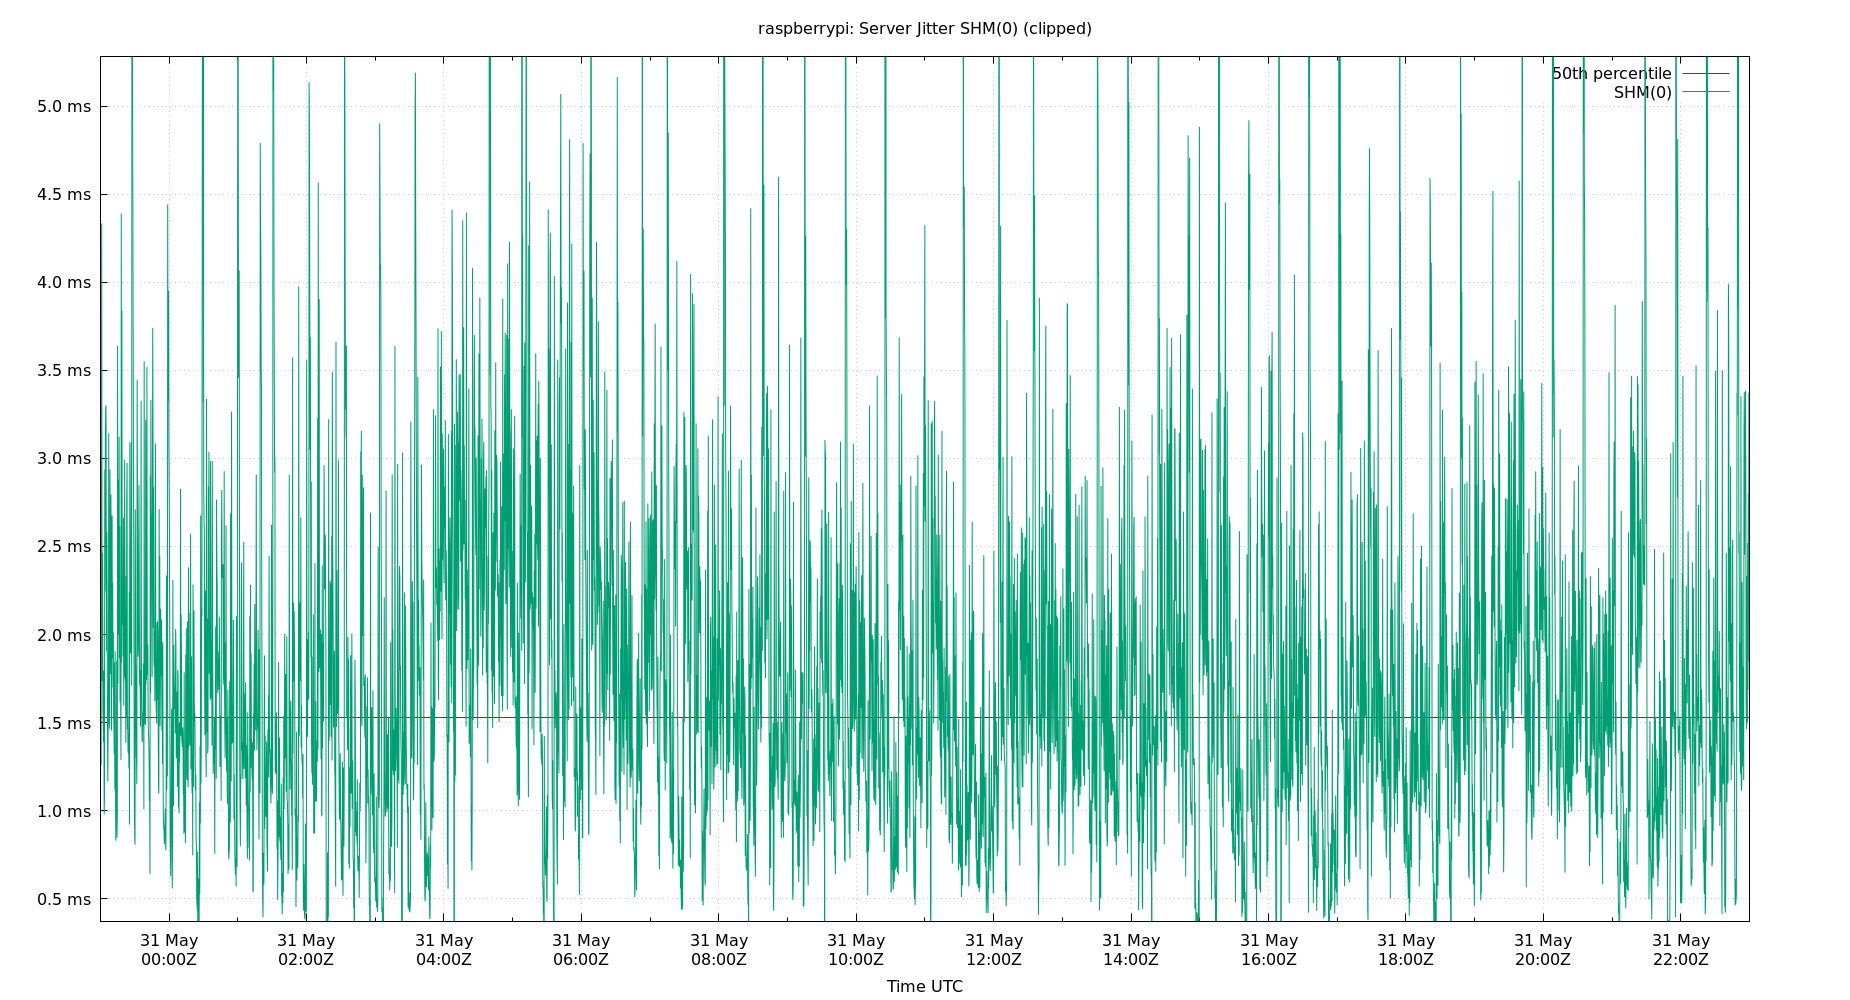 raspberrypi: Server Jitter SHM(0) (clipped)
50th percentile
SHM(0)
5.0 ms
4.5 ms
4.0 ms
3.5 ms
3.0 ms
2.5 ms
2.0 ms
1.5 ms
1.0 ms
0.5 ms
31 May 31 May 31 May 31 May 31 May 31 May 31 May 31 May 31 May 31 May 31 May 31 May
00:00Z 02:00Z 04:00Z 06:00Z 08:00Z 10:00Z 12:00Z 14:00Z 16:00Z 18:00Z 20:00Z 22:00Z
Time UTC